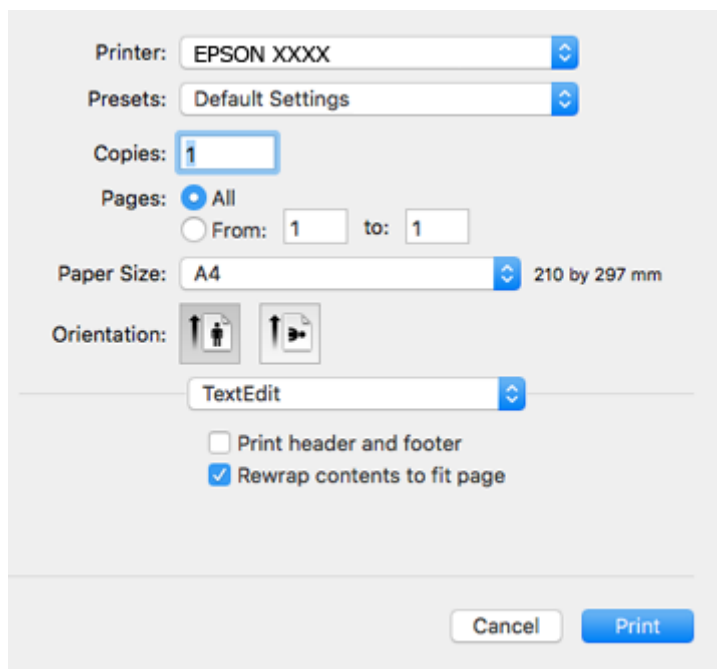 Printer: EPSON XXXX
Presets: Default Settings
Copies: 1
Pages: All
From: 1 to: 1
Paper Size: A4 210 by 297 mm
Orientation:
TextEdit
Print header and footer
Rewrap contents to fit page
Cancel Print